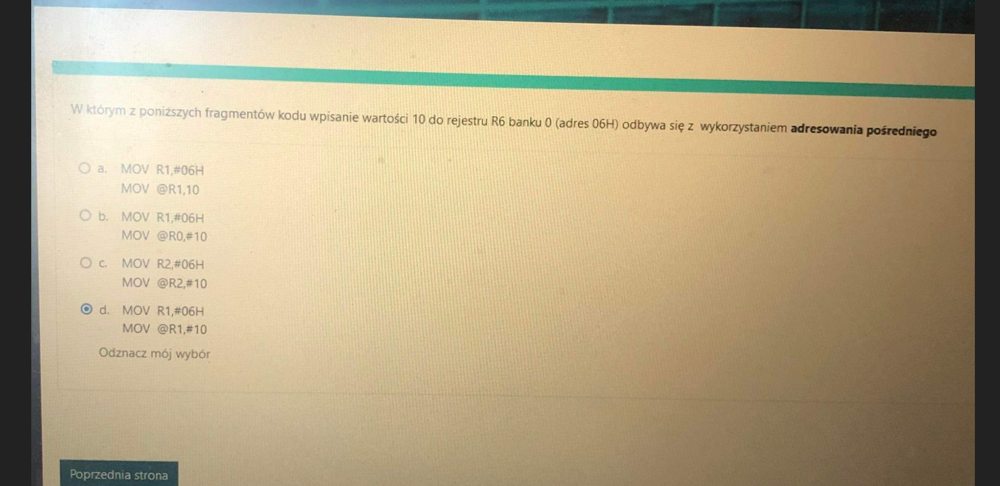 W którym z poniższych fragmentów kodu wpisanie wartości 10 do rejestru R6 banku 0 (adres 06H) odbywa się z wykorzystaniem adresowania pośredniego
a. MOV R1,#06H
MOV @R1,10
b. MOV R1,#06H
MOV @R0,#10
c. MOV R2,#06H
MOV @R2,#10
d. MOV R1,#06H
MOV @R1,#10
Odznacz mój wybór
Poprzednia strona